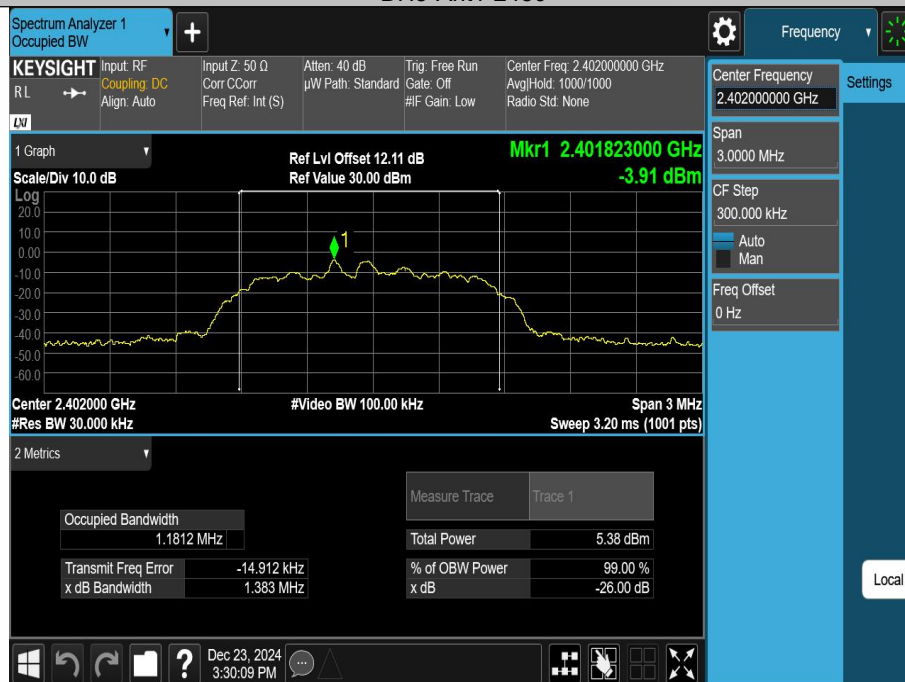 Spectrum Analyzer 1
Occupied BW
Frequency
KEYSIGHT
RL
LXI
Input: RF
Coupling: DC
Align: Auto
Input Z: 50 Ω
Corr CCorr
Freq Ref: Int (S)
Atten: 40 dB
µW Path: Standard
Trig: Free Run
Gate: Off
#IF Gain: Low
Center Freq: 2.402000000 GHz
Avg|Hold: 1000/1000
Radio Std: None
Center Frequency
2.402000000 GHz
Settings
Span
3.0000 MHz
CF Step
300.000 kHz
Auto
Man
Freq Offset
0 Hz
Local
1 Graph
Scale/Div 10.0 dB
Ref Lvl Offset 12.11 dB
Ref Value 30.00 dBm
Mkr1 2.401823000 GHz
-3.91 dBm
Log
20.0
10.0
0.00
-10.0
-20.0
-30.0
-40.0
-50.0
-60.0
1
Center 2.402000 GHz
#Res BW 30.000 kHz
#Video BW 100.00 kHz
Span 3 MHz
Sweep 3.20 ms (1001 pts)
2 Metrics
Measure Trace Trace 1
Occupied Bandwidth
1.1812 MHz
Total Power 5.38 dBm
Transmit Freq Error -14.912 kHz
% of OBW Power 99.00 %
x dB Bandwidth 1.383 MHz
x dB -26.00 dB
?
Dec 23, 2024
3:30:09 PM